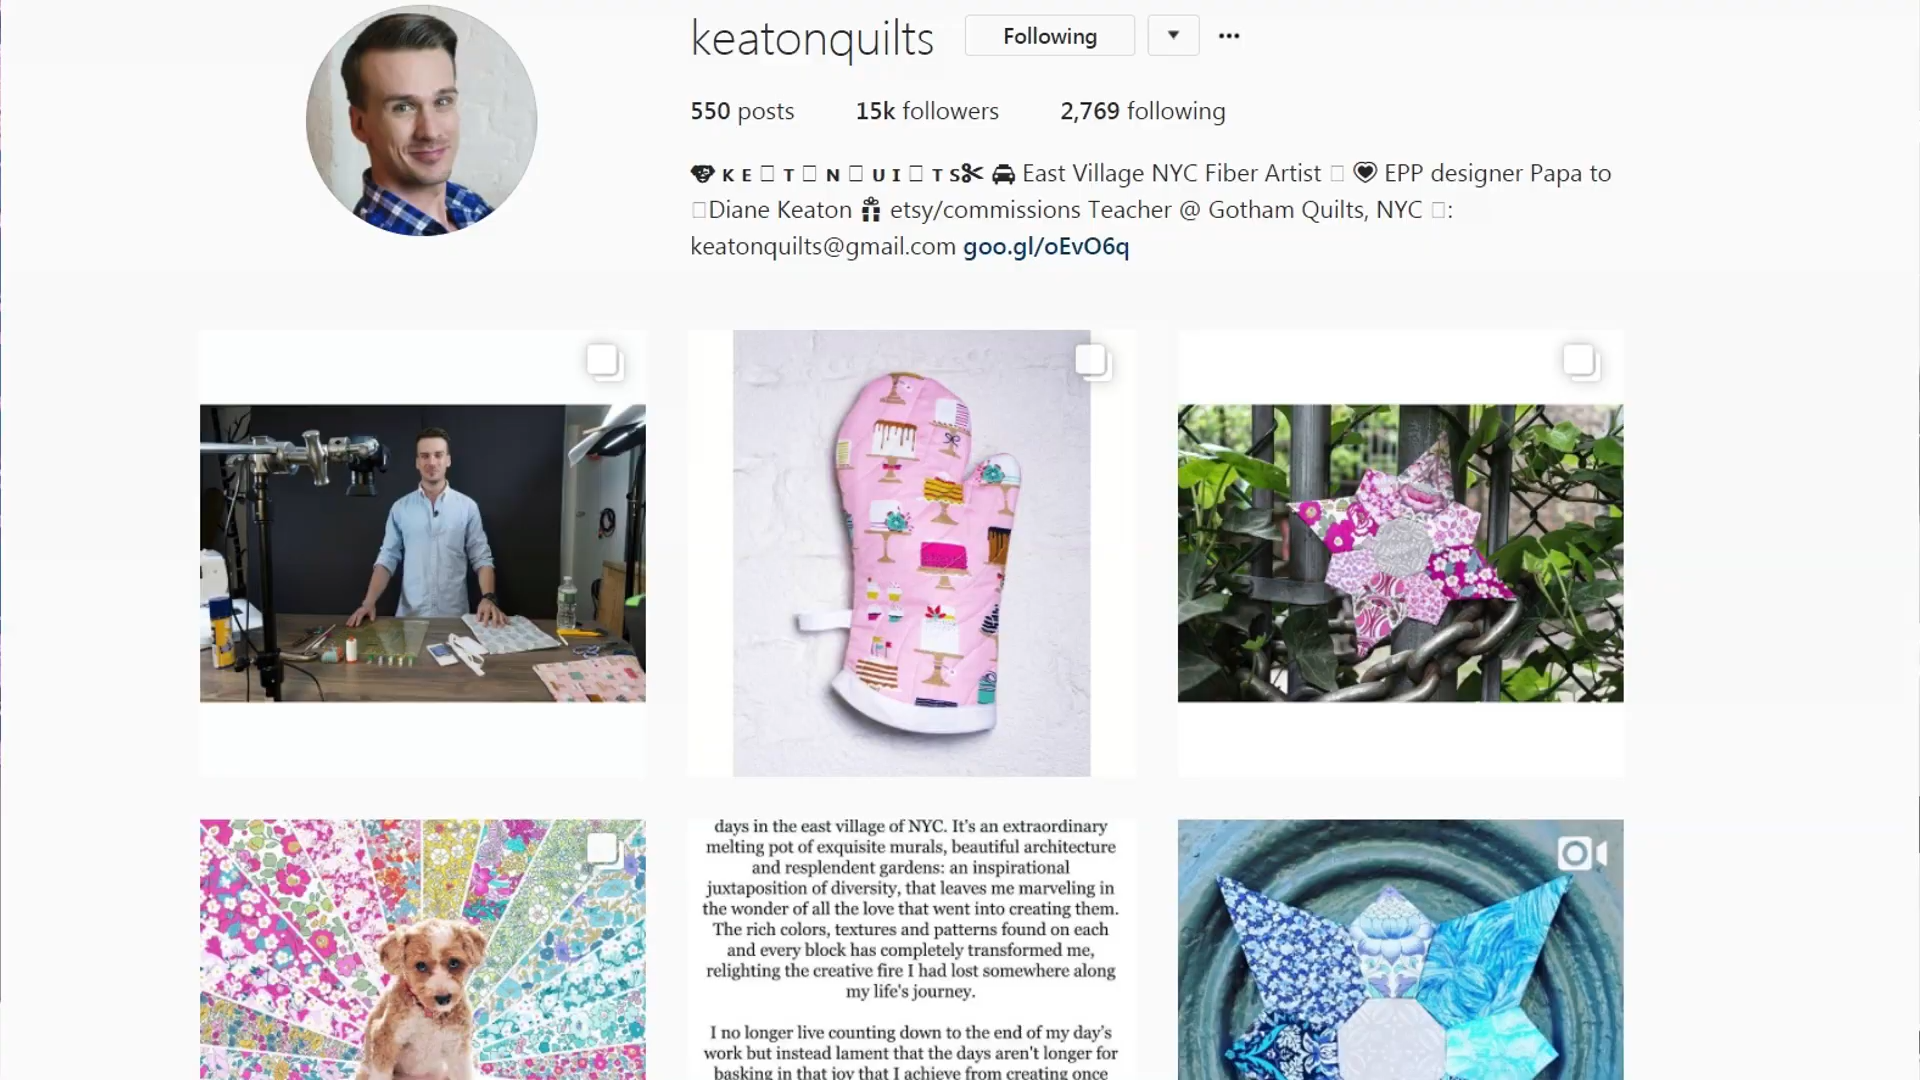 keatonquilts Following
550 posts 15k followers 2,769 following
ᴋ ᴇ □ ᴛ □ ɴ □ ᴜ ɪ □ ᴛ s East Village NYC Fiber Artist □ EPP designer Papa to
□Diane Keaton etsy/commissions Teacher @ Gotham Quilts, NYC □:
keatonquilts@gmail.com goo.gl/oEvO6q
days in the east village of NYC. It's an extraordinary
melting pot of exquisite murals, beautiful architecture
and resplendent gardens: an inspirational
juxtaposition of diversity, that leaves me marveling in
the wonder of all the love that went into creating them.
The rich colors, textures and patterns found on each
and every block has completely transformed me,
relighting the creative fire I had lost somewhere along
my life's journey.
I no longer live counting down to the end of my day's
work but instead lament that the days aren't longer for
basking in that joy that I achieve from creating once